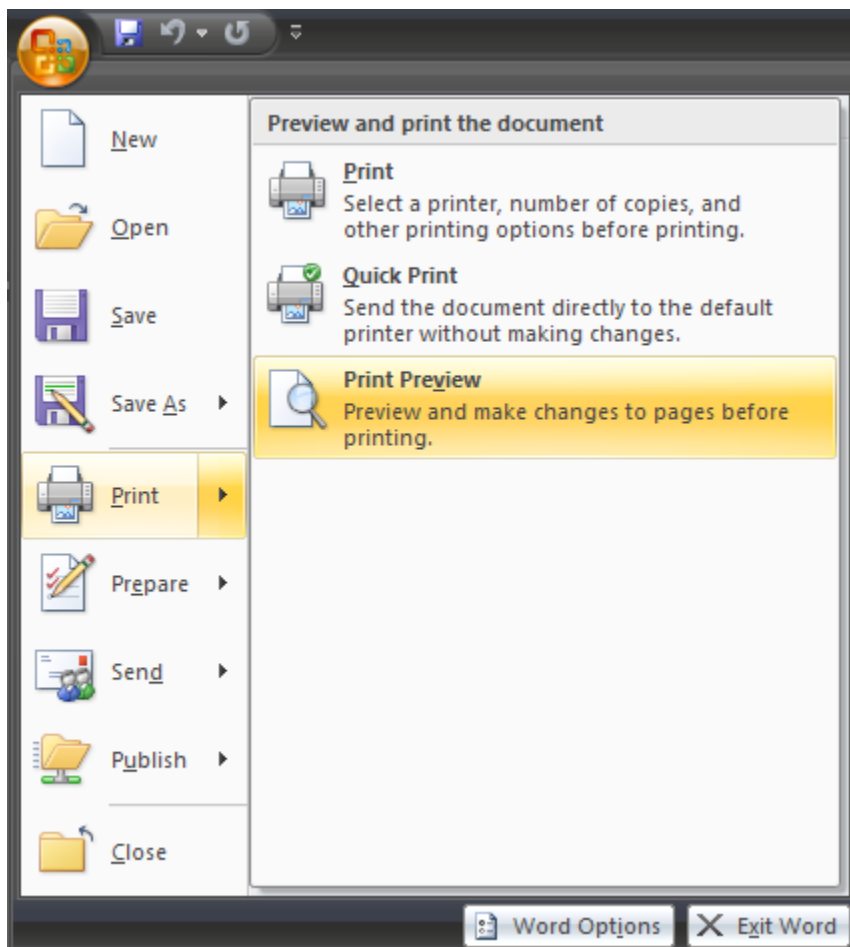 New
Open
Save
Save As
Print
Prepare
Send
Publish
Close
Preview and print the document
Print
Select a printer, number of copies, and
other printing options before printing.
Quick Print
Send the document directly to the default
printer without making changes.
Print Preview
Preview and make changes to pages before
printing.
Word Options
Exit Word